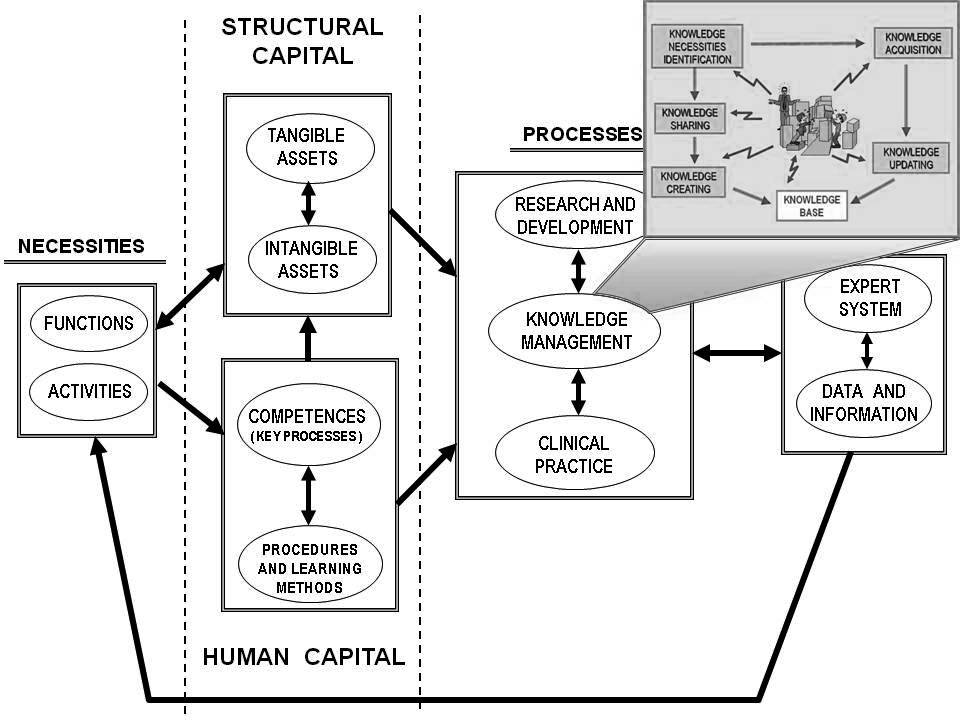 STRUCTURAL
CAPITAL
TANGIBLE
ASSETS
INTANGIBLE
ASSETS
NECESSITIES
FUNCTIONS
ACTIVITIES
COMPETENCES
(KEY PROCESSES)
PROCEDURES
AND LEARNING
METHODS
HUMAN CAPITAL
PROCESSES
RESEARCH AND
DEVELOPMENT
KNOWLEDGE
MANAGEMENT
CLINICAL
PRACTICE
KNOWLEDGE
NECESSITIES
IDENTIFICATION
KNOWLEDGE
ACQUISITION
KNOWLEDGE
SHARING
KNOWLEDGE
UPDATING
KNOWLEDGE
CREATING
KNOWLEDGE
BASE
EXPERT
SYSTEM
DATA AND
INFORMATION